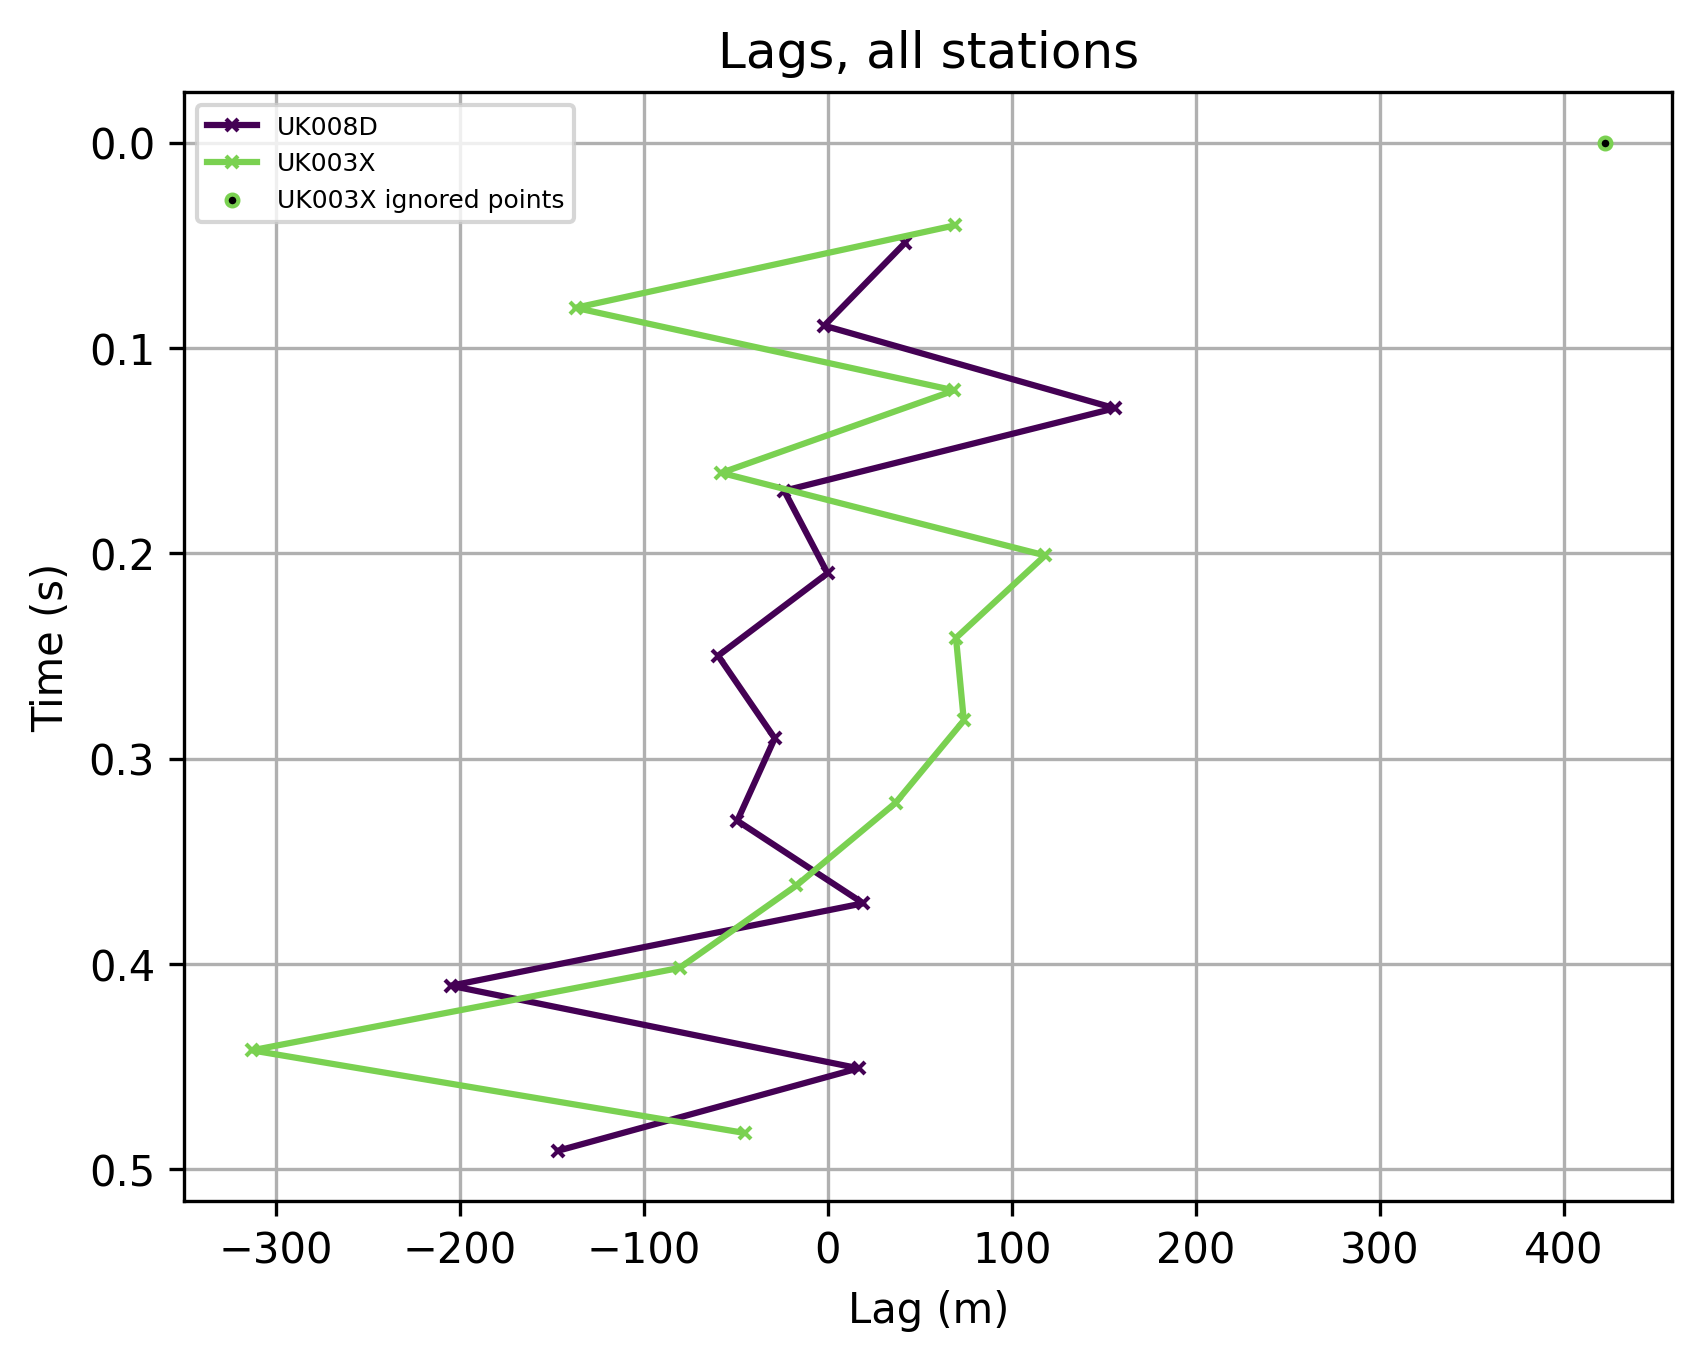 Lags, all stations
UK008D
UK003X
UK003X ignored points
0.0
0.1
0.2
0.3
0.4
0.5
Time (s)
−300 −200 −100 0 100 200 300 400
Lag (m)